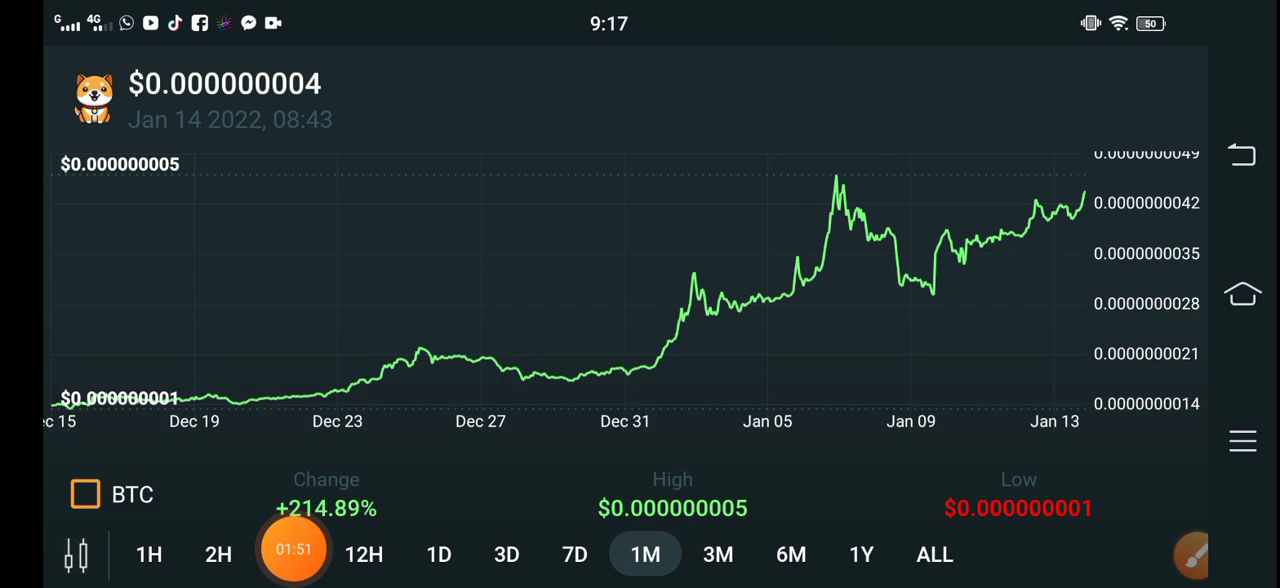 G 4G 9:17 50
$0.000000004
Jan 14 2022, 08:43
$0.000000005
0.0000000049
0.0000000042
0.0000000035
0.0000000028
0.0000000021
$0.000000001
0.0000000014
c 15 Dec 19 Dec 23 Dec 27 Dec 31 Jan 05 Jan 09 Jan 13
BTC
Change High Low
+214.89% $0.000000005 $0.000000001
1H 2H 01:51 12H 1D 3D 7D 1M 3M 6M 1Y ALL